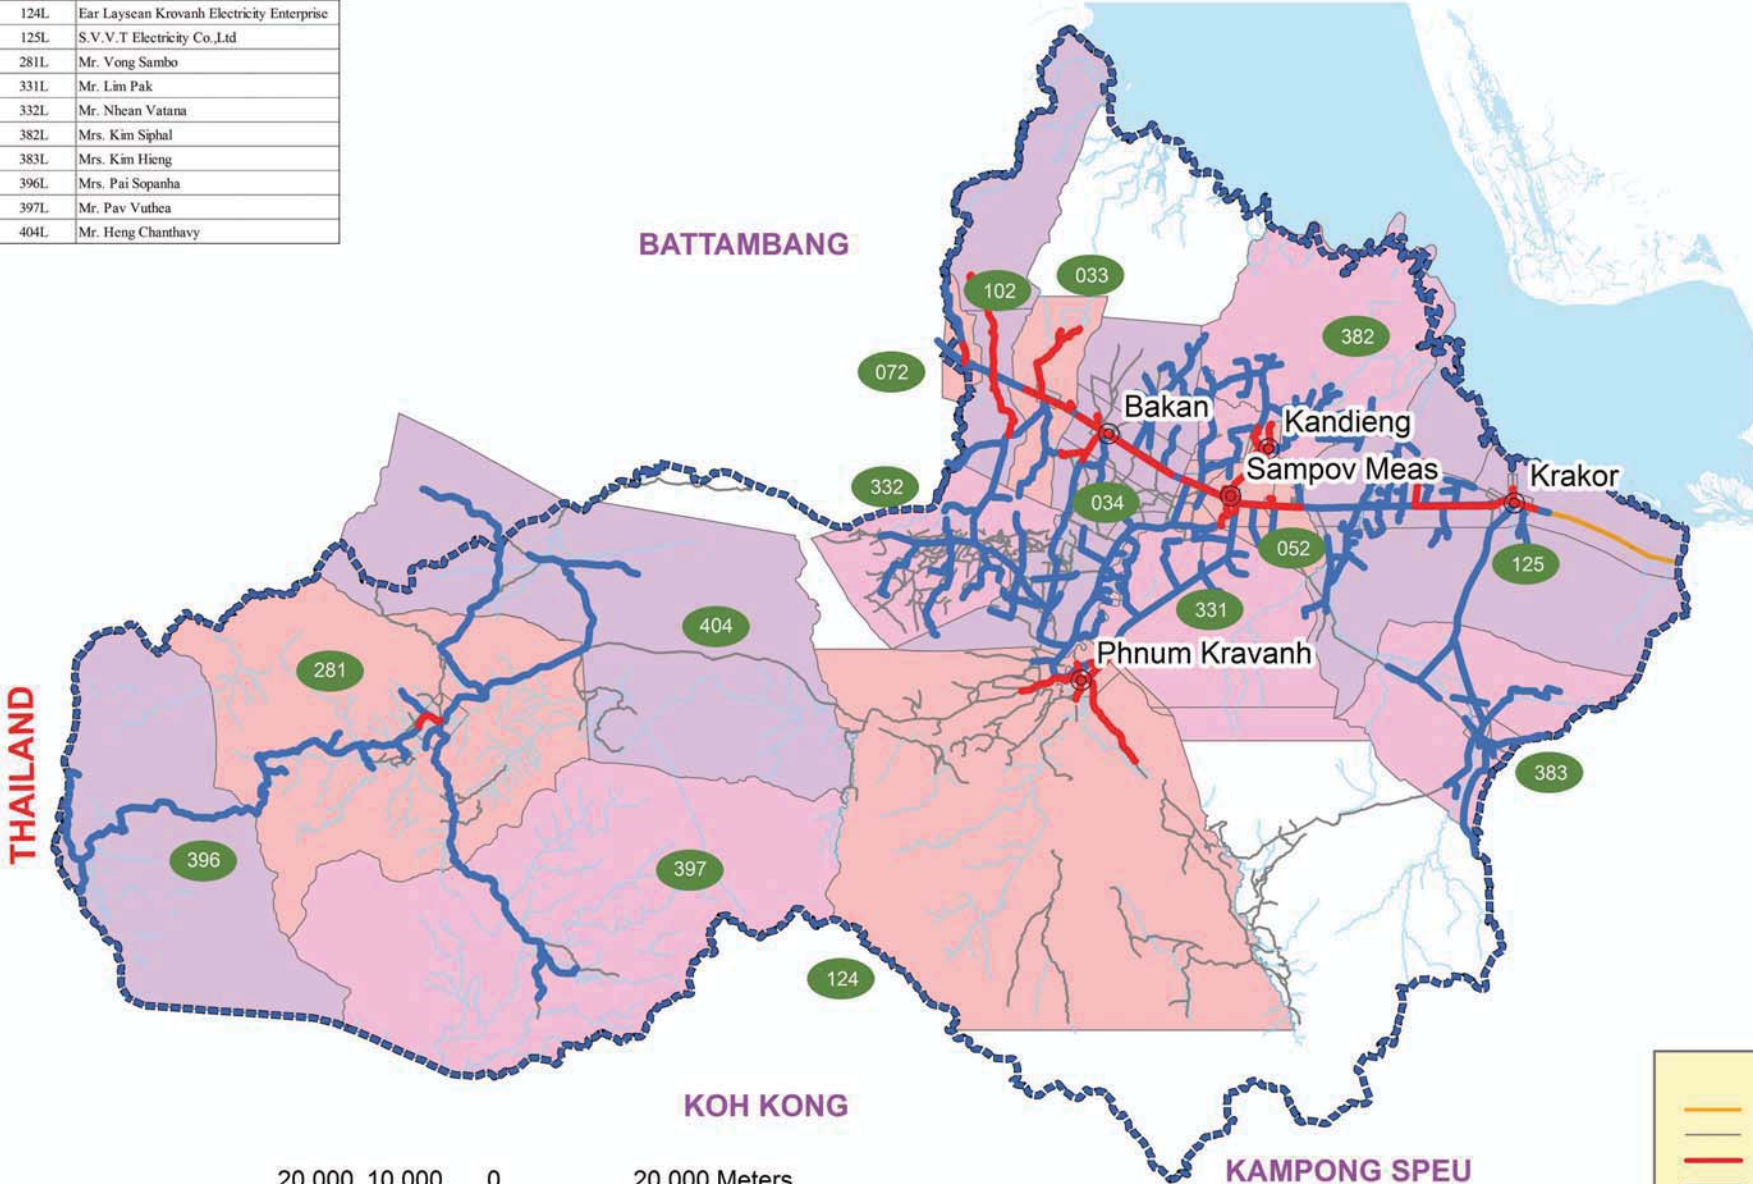 124L Ear Laysean Krovanh Electricity Enterprise
125L S.V.V.T Electricity Co.,Ltd
281L Mr. Vong Sambo
331L Mr. Lim Pak
332L Mr. Nhean Vatana
382L Mrs. Kim Siphal
383L Mrs. Kim Hieng
396L Mrs. Pai Sopanha
397L Mr. Pav Vuthea
404L Mr. Heng Chanthavy
BATTAMBANG
102
033
382
072
Bakan
Kandieng
Sampov Meas
Krakor
332
034
052
125
331
404
Phnum Kravanh
281
THAILAND
383
396
397
124
KOH KONG
KAMPONG SPEU
20,000 10,000 0 20,000 Meters